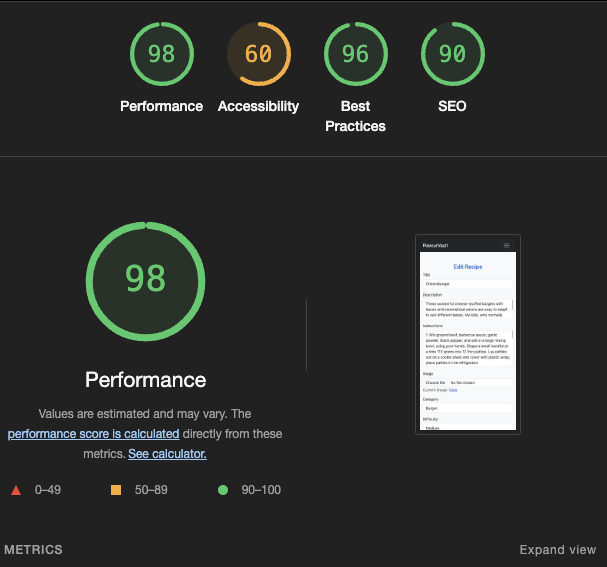 98
60
96
90
Performance
Accessibility
Best
Practices
SEO
98
Performance
Values are estimated and may vary. The
performance score is calculated directly from these
metrics. See calculator.
0–49
50–89
90–100
FlavourVault
Edit Recipe
Title
Cheeseburger
Description
These wonderful cheese-stuffed burgers with
bacon and caramelized onions are easy to adapt
to suit different tastes. My kids, who normally
Instructions
1.
ground beef, barbecue sauce, garlic
powder, black pepper, and salt in a large mixing
bowl, using your hands. Shape a small handful at
a time
into 12 thin patties. Lay patties
out on a cookie sheet and cover with plastic wrap;
place patties in the refrigerator.
Image
Choose file No file chosen
Current Image: View
Category
Burger
Difficulty
Medium
METRICS
Expand view